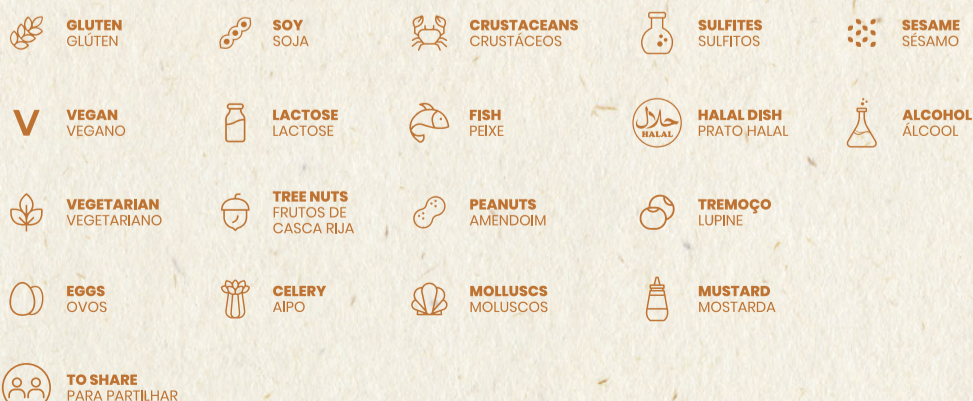 GLUTEN
GLÚTEN
SOY
SOJA
CRUSTACEANS
CRUSTÁCEOS
SULFITES
SULFITOS
SESAME
SÉSAMO
V
VEGAN
VEGANO
LACTOSE
LACTOSE
FISH
PEIXE
حلال
HALAL
HALAL DISH
PRATO HALAL
ALCOHOL
ÁLCOOL
VEGETARIAN
VEGETARIANO
TREE NUTS
FRUTOS DE
CASCA RIJA
PEANUTS
AMENDOIM
TREMOÇO
LUPINE
EGGS
OVOS
CELERY
AIPO
MOLLUSCS
MOLUSCOS
MUSTARD
MOSTARDA
TO SHARE
PARA PARTILHAR